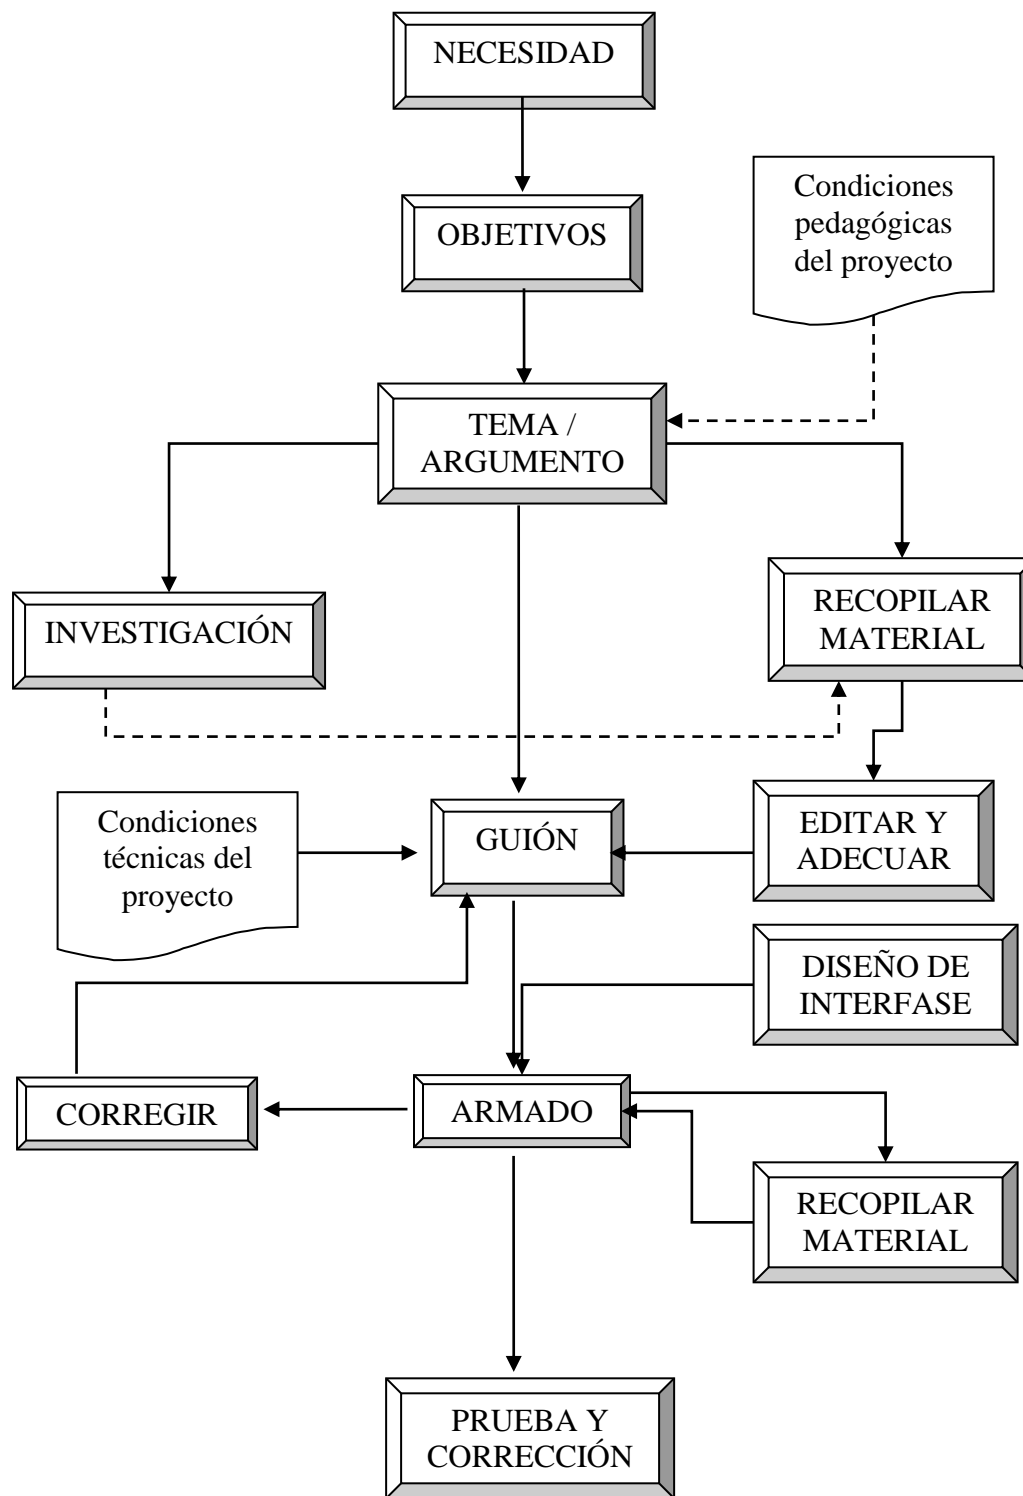 NECESIDAD
OBJETIVOS
Condiciones
pedagógicas
del proyecto
TEMA /
ARGUMENTO
INVESTIGACIÓN
RECOPILAR
MATERIAL
Condiciones
técnicas del
proyecto
GUIÓN
EDITAR Y
ADECUAR
DISEÑO DE
INTERFASE
CORREGIR
ARMADO
RECOPILAR
MATERIAL
PRUEBA Y
CORRECCIÓN